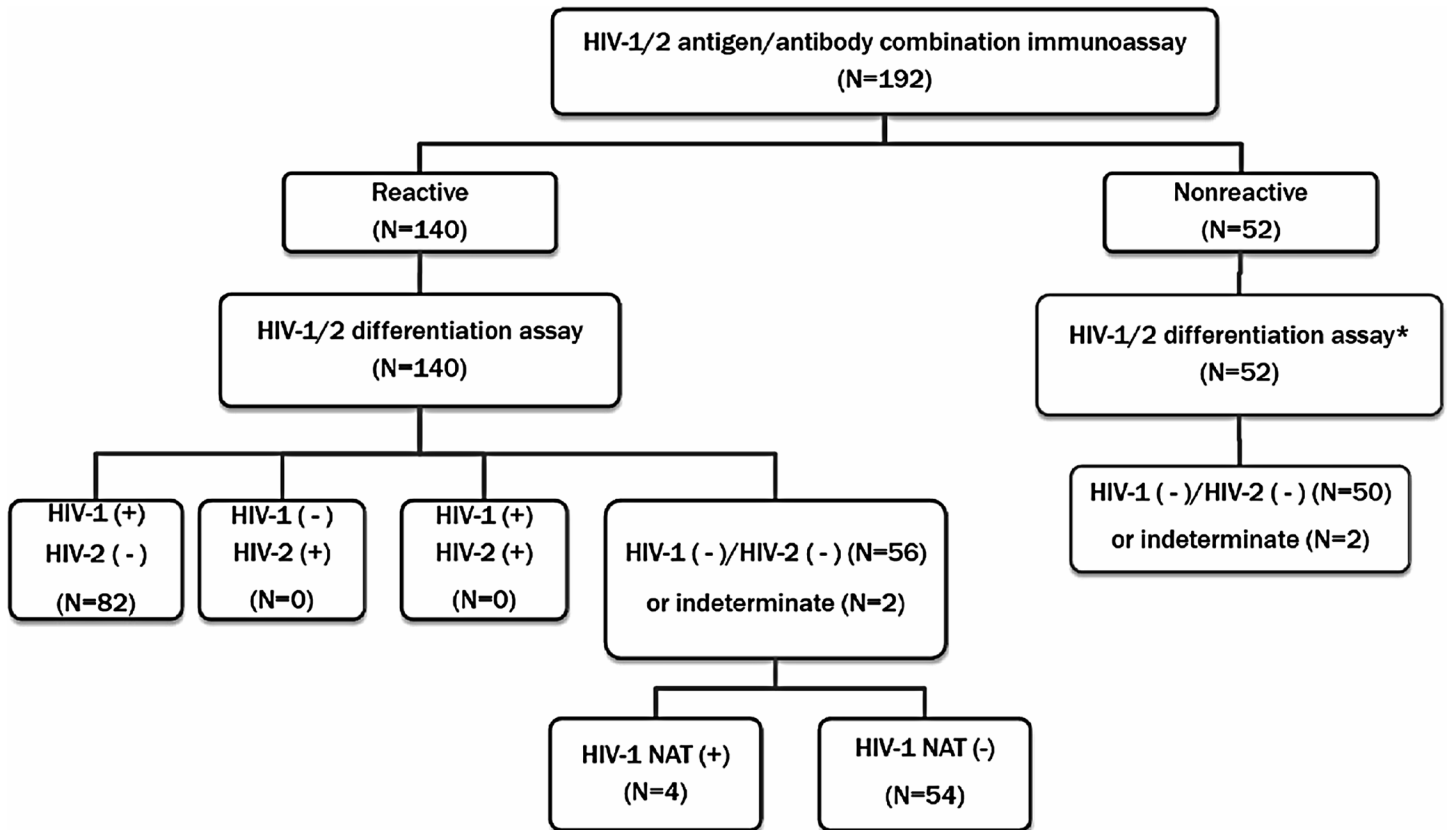 HIV-1/2 antigen/antibody combination immunoassay
(N=192)
Reactive
(N=140)
Nonreactive
(N=52)
HIV-1/2 differentiation assay
(N=140)
HIV-1/2 differentiation assay*
(N=52)
HIV-1 (+)
HIV-2 ( - )
(N=82)
HIV-1 ( - )
HIV-2 (+)
(N=0)
HIV-1 (+)
HIV-2 (+)
(N=0)
HIV-1 ( - )/HIV-2 ( - ) (N=56)
or indeterminate (N=2)
HIV-1 ( - )/HIV-2 ( - ) (N=50)
or indeterminate (N=2)
HIV-1 NAT (+)
(N=4)
HIV-1 NAT (-)
(N=54)